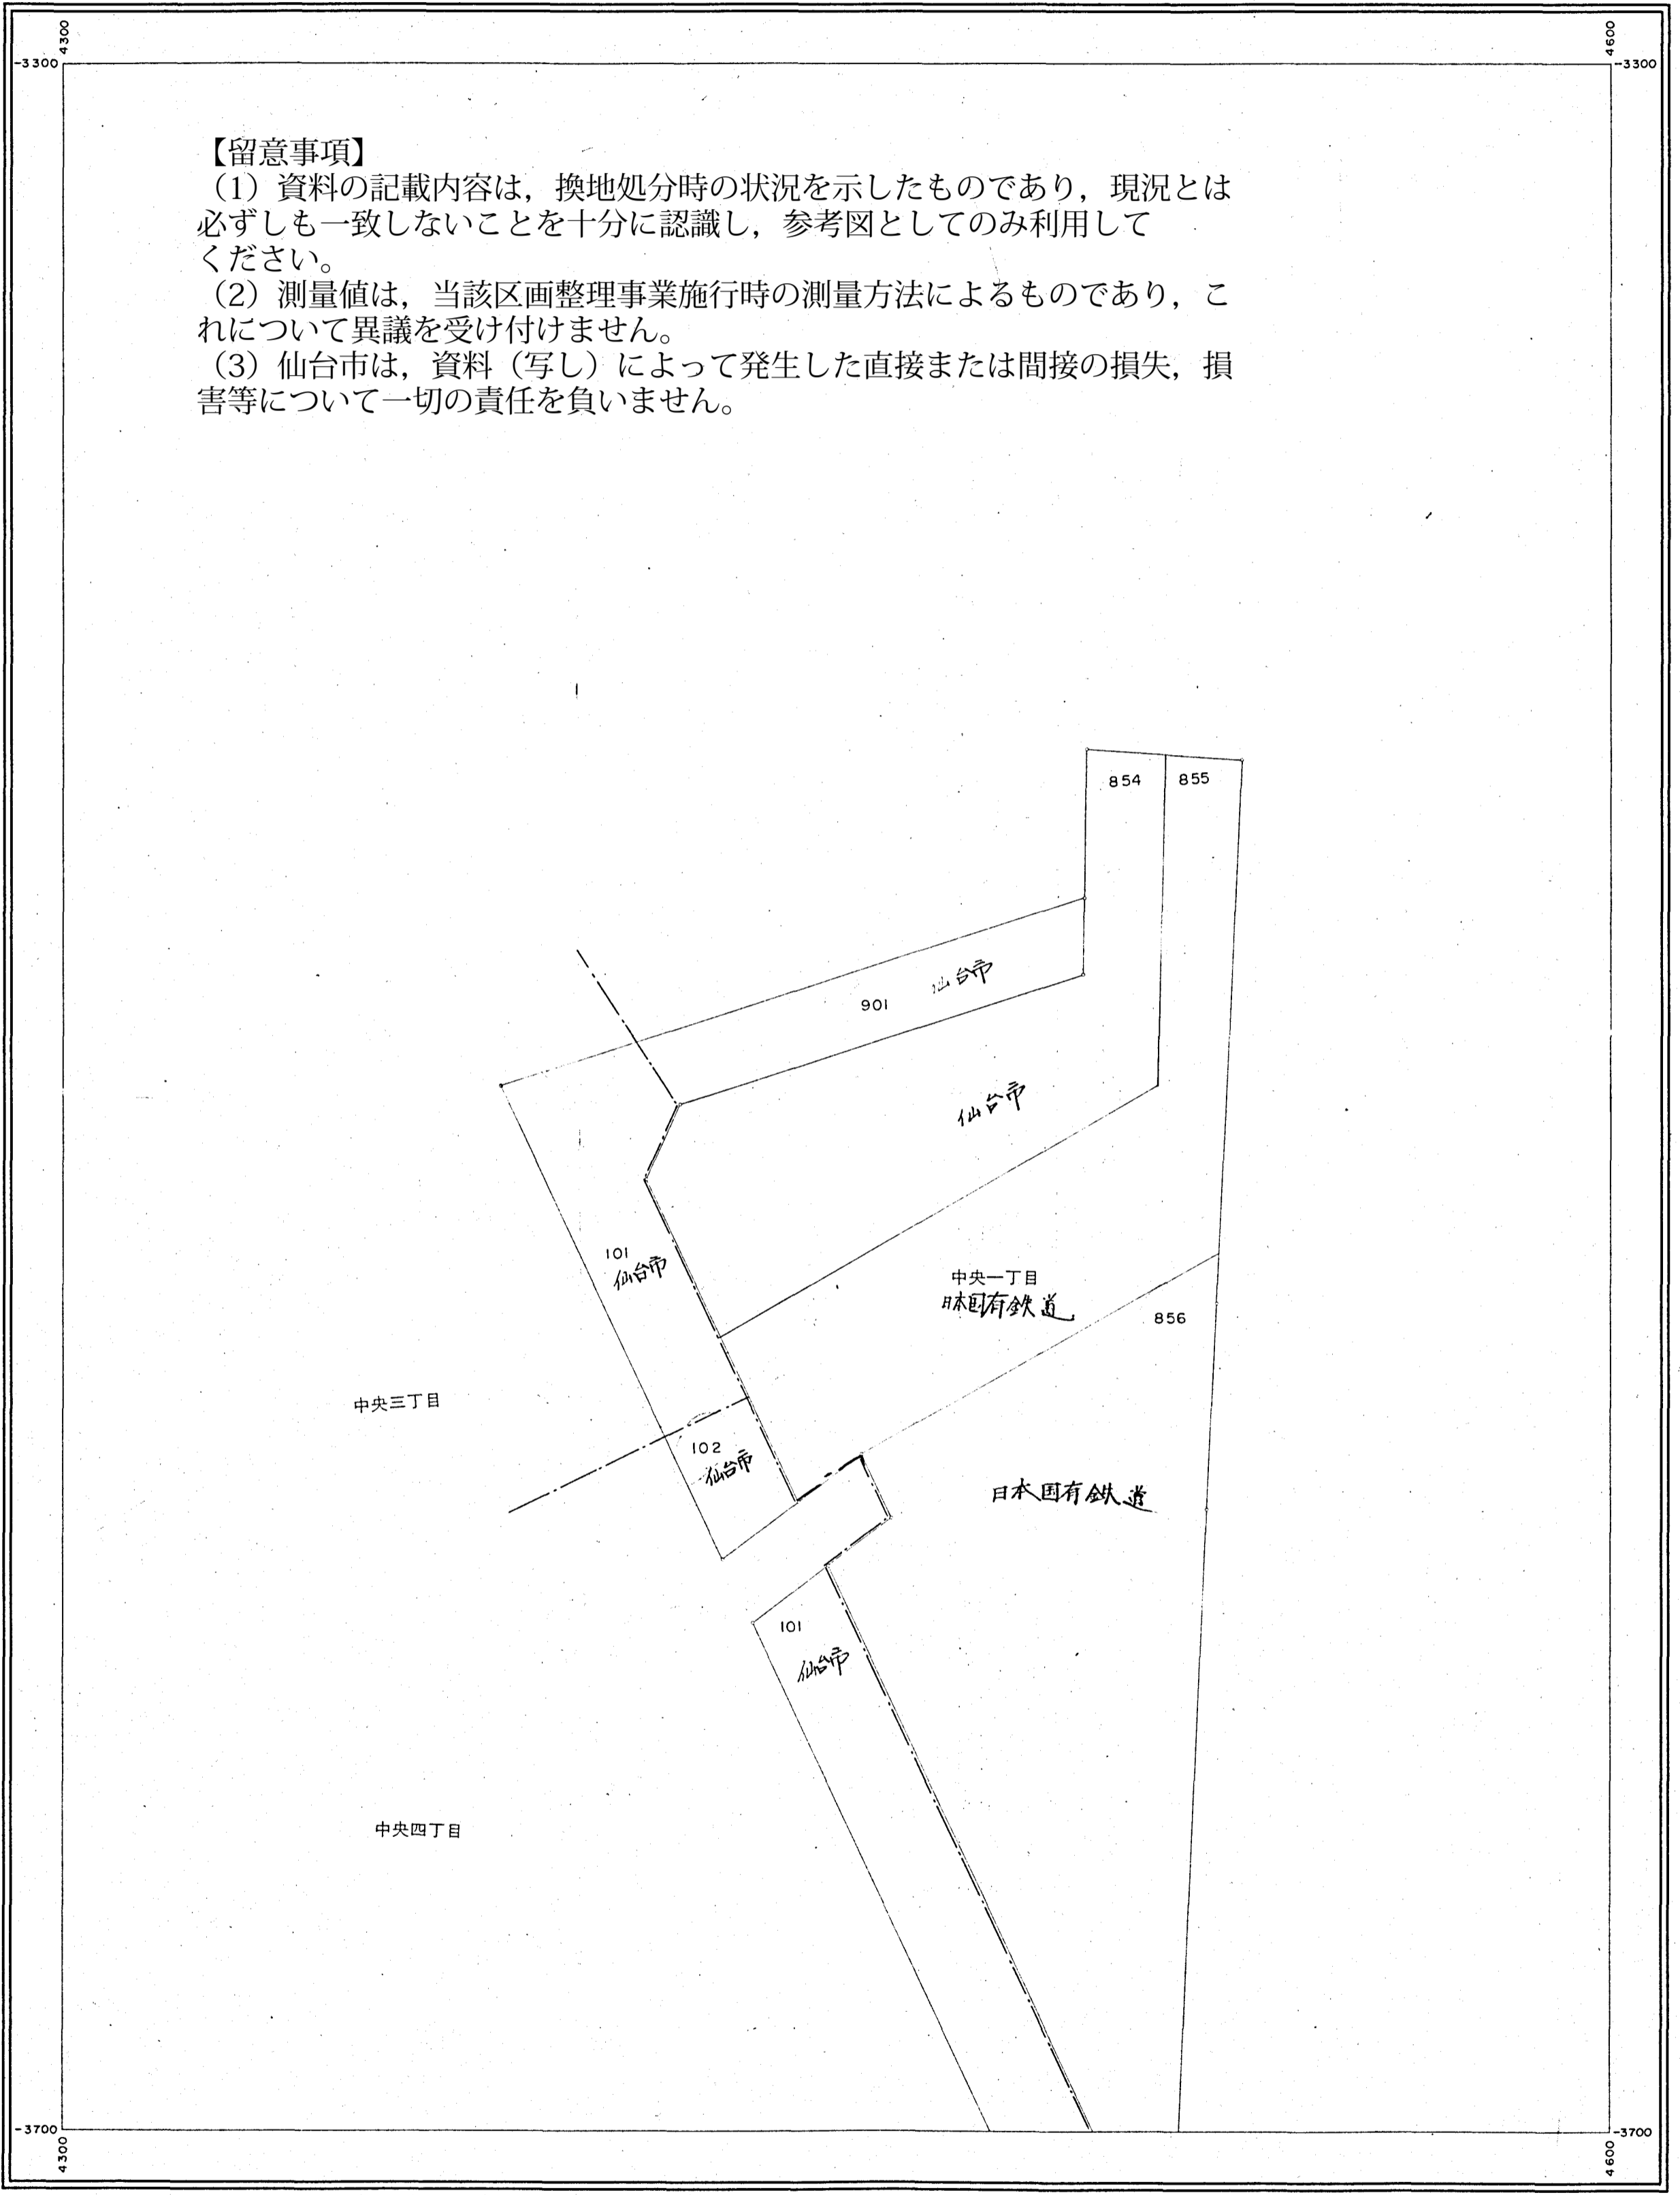 4300
4600
-3300
-3300
【留意事項】
（1）資料の記載内容は，換地処分時の状況を示したものであり，現況とは
必ずしも一致しないことを十分に認識し，参考図としてのみ利用して
ください。
（2）測量値は，当該区画整理事業施行時の測量方法によるものであり，こ
れについて異議を受け付けません。
（3）仙台市は，資料（写し）によって発生した直接または間接の損失，損
害等について一切の責任を負いません。
854
855
仙台市
901
仙台市
101
仙台市
中央一丁目
日本国有鉄道
856
中央三丁目
102
仙台市
日本国有鉄道
101
仙台市
中央四丁目
-3700
-3700
4300
4600